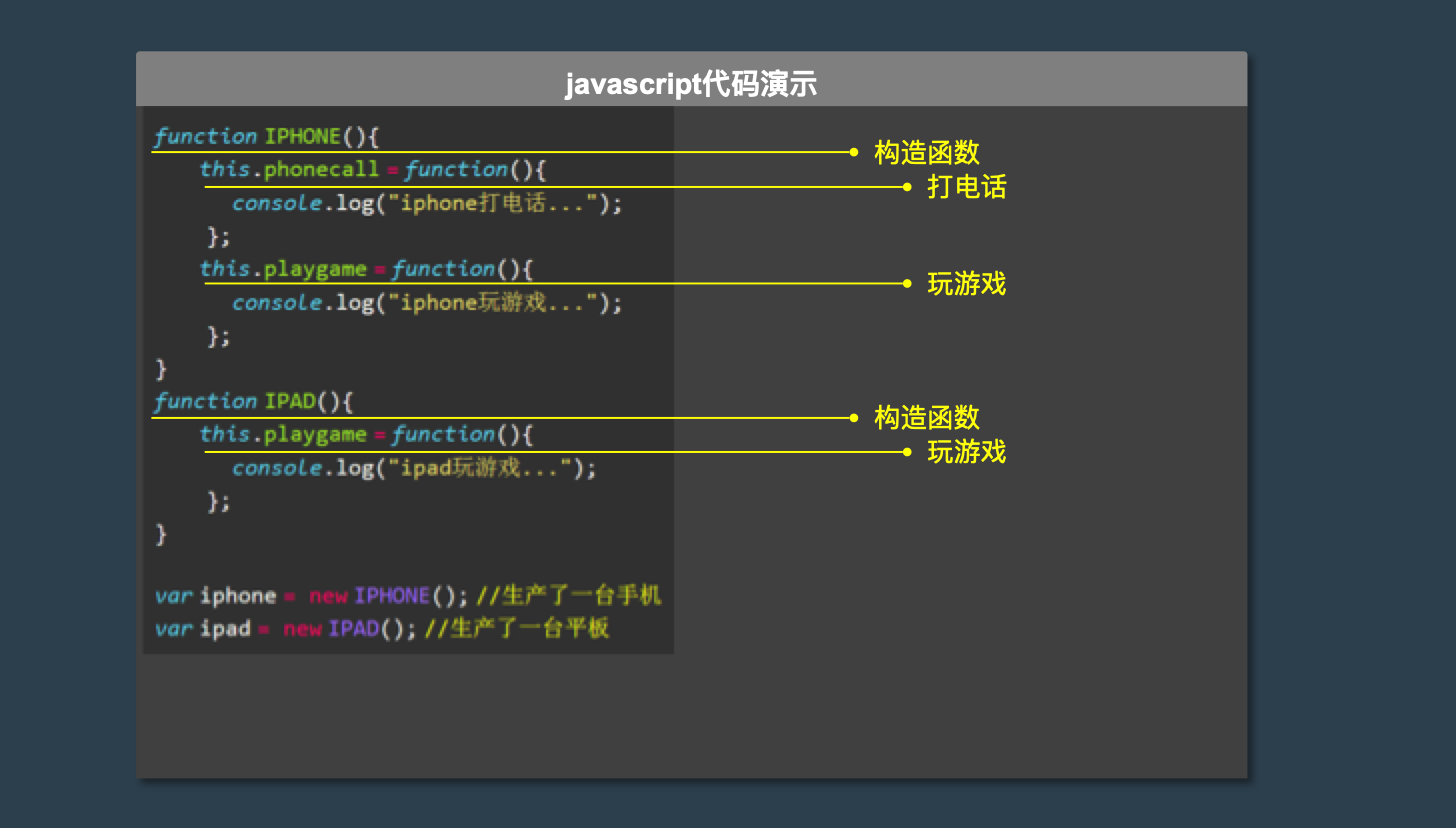 javascript代码演示
function IPHONE(){
构造函数
this.phonecall = function(){
打电话
console.log("iphone打电话...");
};
this.playgame = function(){
玩游戏
console.log("iphone玩游戏...");
};
}
function IPAD(){
构造函数
this.playgame = function(){
玩游戏
console.log("ipad玩游戏...");
};
}
var iphone = new IPHONE(); //生产了一台手机
var ipad = new IPAD(); //生产了一台平板